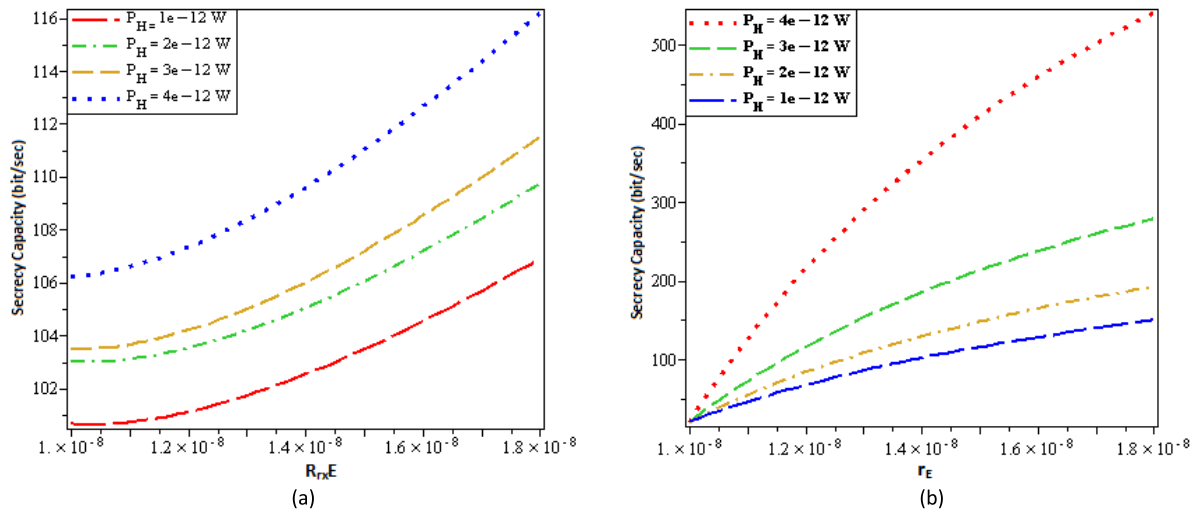 116
114
112
110
108
106
104
102
Secrecy Capacity (bit/sec)
P_H = 1e−12 W
P_H = 2e−12 W
P_H = 3e−12 W
P_H = 4e−12 W
1. × 10^-8
1.2 × 10^-8
1.4 × 10^-8
1.6 × 10^-8
1.8 × 10^-8
R_rxE
(a)
500
400
300
200
100
Secrecy Capacity (bit/sec)
P_H = 4e−12 W
P_H = 3e−12 W
P_H = 2e−12 W
P_H = 1e−12 W
1. × 10^-8
1.2 × 10^-8
1.4 × 10^-8
1.6 × 10^-8
1.8 × 10^-8
r_E
(b)